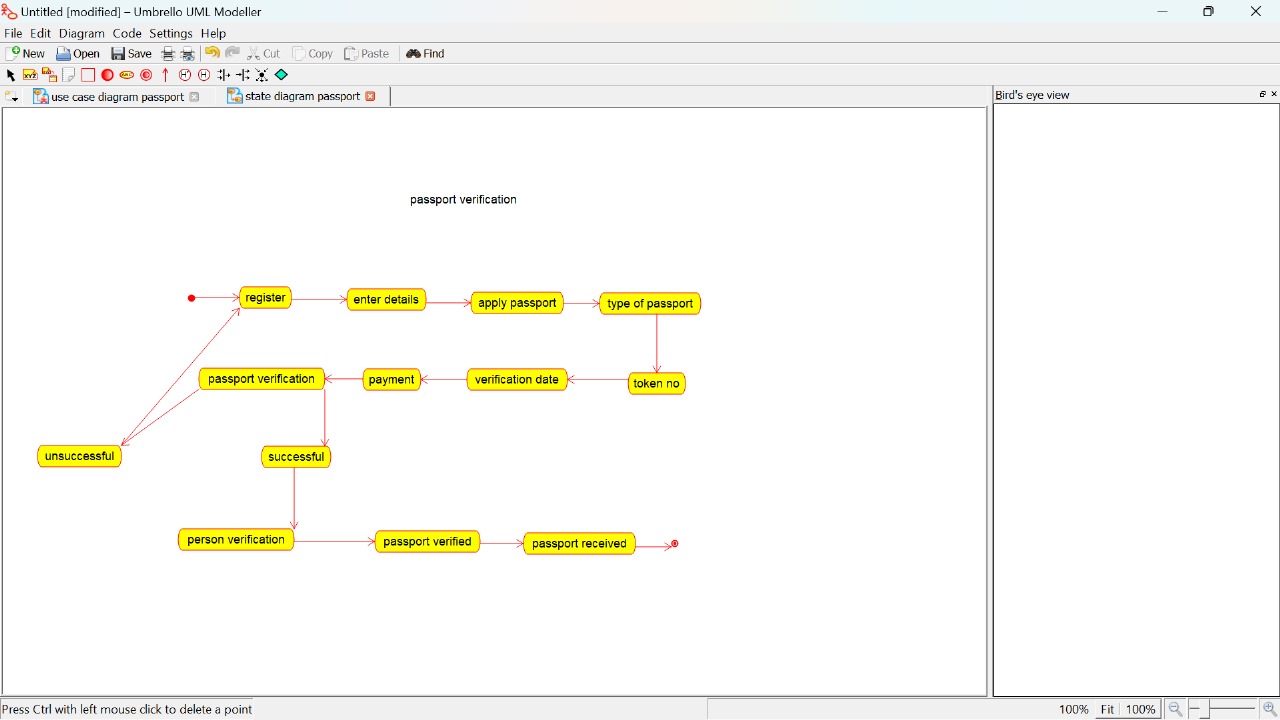 Untitled [modified] – Umbrello UML Modeller
File Edit Diagram Code Settings Help
New Open Save Cut Copy Paste Find
use case diagram passport state diagram passport
Bird's eye view
passport verification
register enter details apply passport type of passport
passport verification payment verification date token no
unsuccessful successful
person verification passport verified passport received
Press Ctrl with left mouse click to delete a point
100% Fit 100%